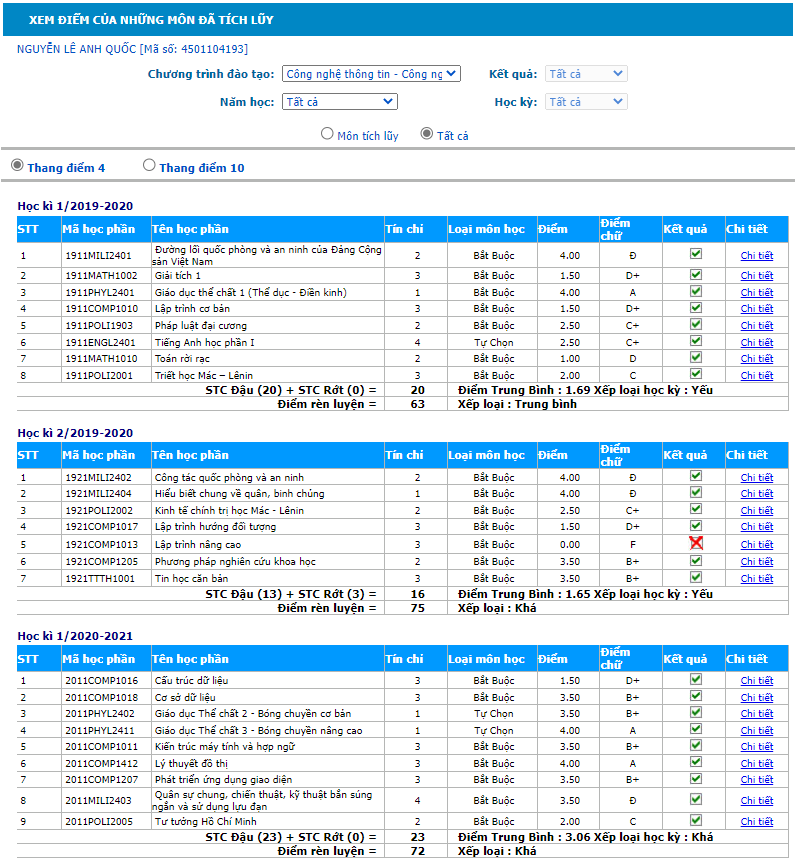 XEM ĐIỂM CỦA NHỮNG MÔN ĐÃ TÍCH LŨY
NGUYỄN LÊ ANH QUỐC [Mã số: 4501104193]
Chương trình đào tạo: Công nghệ thông tin - Công ng Kết quả: Tất cả
Năm học: Tất cả Học kỳ: Tất cả
Môn tích lũy Tất cả
Thang điểm 4 Thang điểm 10
Học kì 1/2019-2020
STT Mã học phần Tên học phần Tín chỉ Loại môn học Điểm Điểm chữ Kết quả Chi tiết
1 1911MILI2401 Đường lối quốc phòng và an ninh của Đảng Cộng sản Việt Nam 2 Bắt Buộc 4.00 Đ Chi tiết
2 1911MATH1002 Giải tích 1 3 Bắt Buộc 1.50 D+ Chi tiết
3 1911PHYL2401 Giáo dục thể chất 1 (Thể dục - Điền kinh) 1 Bắt Buộc 4.00 A Chi tiết
4 1911COMP1010 Lập trình cơ bản 3 Bắt Buộc 1.50 D+ Chi tiết
5 1911POLI1903 Pháp luật đại cương 2 Bắt Buộc 2.50 C+ Chi tiết
6 1911ENGL2401 Tiếng Anh học phần I 4 Tự Chọn 2.50 C+ Chi tiết
7 1911MATH1010 Toán rời rạc 2 Bắt Buộc 1.00 D Chi tiết
8 1911POLI2001 Triết học Mác – Lênin 3 Bắt Buộc 2.00 C Chi tiết
STC Đậu (20) + STC Rớt (0) = 20 Điểm Trung Bình : 1.69 Xếp loại học kỳ : Yếu
Điểm rèn luyện = 63 Xếp loại : Trung bình
Học kì 2/2019-2020
STT Mã học phần Tên học phần Tín chỉ Loại môn học Điểm Điểm chữ Kết quả Chi tiết
1 1921MILI2402 Công tác quốc phòng và an ninh 2 Bắt Buộc 4.00 Đ Chi tiết
2 1921MILI2404 Hiểu biết chung về quân, binh chủng 1 Bắt Buộc 4.00 Đ Chi tiết
3 1921POLI2002 Kinh tế chính trị học Mác - Lênin 2 Bắt Buộc 2.50 C+ Chi tiết
4 1921COMP1017 Lập trình hướng đối tượng 3 Bắt Buộc 1.50 D+ Chi tiết
5 1921COMP1013 Lập trình nâng cao 3 Bắt Buộc 0.00 F Chi tiết
6 1921COMP1205 Phương pháp nghiên cứu khoa học 2 Bắt Buộc 3.50 B+ Chi tiết
7 1921TTTH1001 Tin học căn bản 3 Bắt Buộc 3.50 B+ Chi tiết
STC Đậu (13) + STC Rớt (3) = 16 Điểm Trung Bình : 1.65 Xếp loại học kỳ : Yếu
Điểm rèn luyện = 75 Xếp loại : Khá
Học kì 1/2020-2021
STT Mã học phần Tên học phần Tín chỉ Loại môn học Điểm Điểm chữ Kết quả Chi tiết
1 2011COMP1016 Cấu trúc dữ liệu 3 Bắt Buộc 1.50 D+ Chi tiết
2 2011COMP1018 Cơ sở dữ liệu 3 Bắt Buộc 3.50 B+ Chi tiết
3 2011PHYL2402 Giáo dục Thể chất 2 - Bóng chuyền cơ bản 1 Tự Chọn 3.50 B+ Chi tiết
4 2011PHYL2411 Giáo dục Thể chất 3 - Bóng chuyền nâng cao 1 Tự Chọn 4.00 A Chi tiết
5 2011COMP1011 Kiến trúc máy tính và hợp ngữ 3 Bắt Buộc 3.50 B+ Chi tiết
6 2011COMP1412 Lý thuyết đồ thị 3 Bắt Buộc 4.00 A Chi tiết
7 2011COMP1207 Phát triển ứng dụng giao diện 3 Bắt Buộc 3.50 B+ Chi tiết
8 2011MILI2403 Quân sự chung, chiến thuật, kỹ thuật bắn súng ngắn và sử dụng lựu đạn 4 Bắt Buộc 3.50 Đ Chi tiết
9 2011POLI2005 Tư tưởng Hồ Chí Minh 2 Bắt Buộc 2.00 C Chi tiết
STC Đậu (23) + STC Rớt (0) = 23 Điểm Trung Bình : 3.06 Xếp loại học kỳ : Khá
Điểm rèn luyện = 72 Xếp loại : Khá